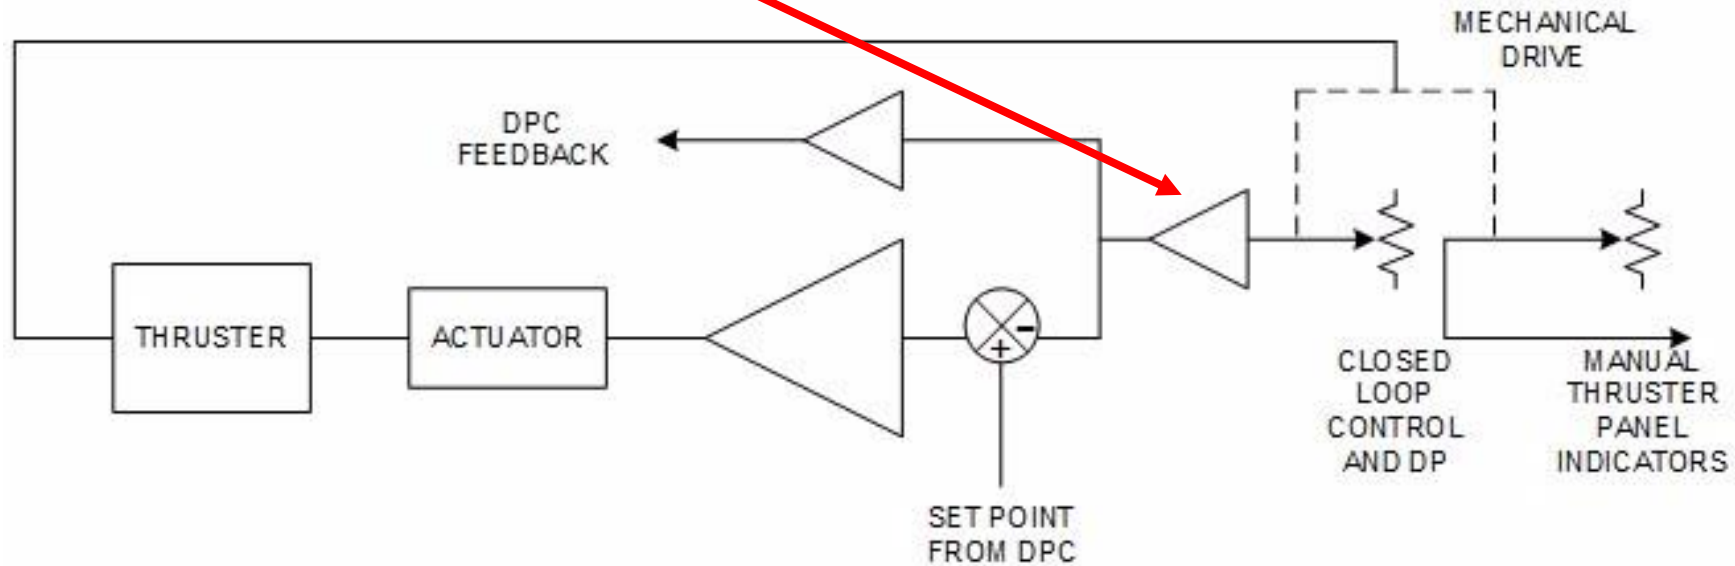 MECHANICAL
DRIVE
DPC
FEEDBACK
THRUSTER
ACTUATOR
-
+
CLOSED
LOOP
CONTROL
AND DP
MANUAL
THRUSTER
PANEL
INDICATORS
SET POINT
FROM DPC